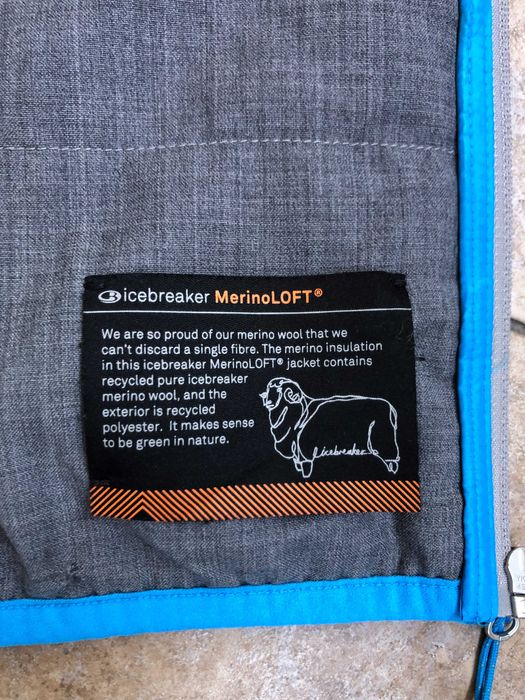 icebreaker MerinoLOFT®
We are so proud of our merino wool that we
can't discard a single fibre. The merino insulation
in this icebreaker MerinoLOFT® jacket contains
recycled pure icebreaker
merino wool, and the
exterior is recycled
polyester. It makes sense
to be green in nature.
icebreaker